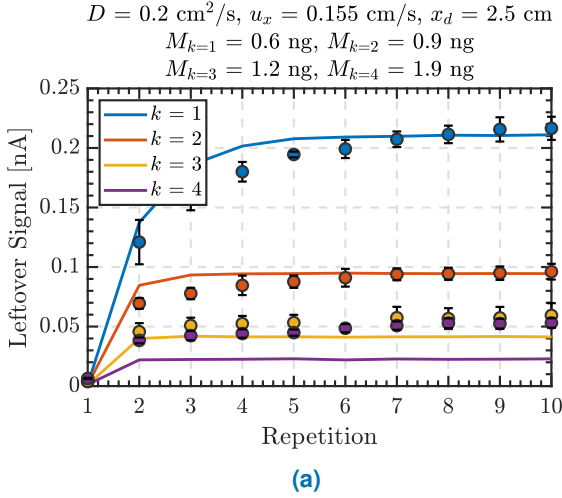 D = 0.2 cm²/s, uₓ = 0.155 cm/s, x_d = 2.5 cm
M_{k=1} = 0.6 ng, M_{k=2} = 0.9 ng
M_{k=3} = 1.2 ng, M_{k=4} = 1.9 ng
0.25
0.2
0.15
0.1
0.05
0
Leftover Signal [nA]
k = 1
k = 2
k = 3
k = 4
1 2 3 4 5 6 7 8 9 10
Repetition
(a)